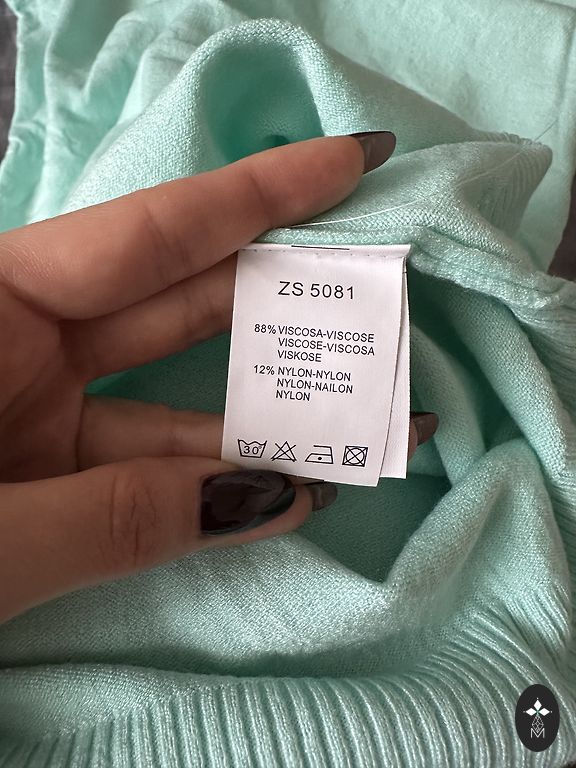 ZS 5081
88% VISCOSA-VISCOSE
VISCOSE-VISCOSA
VISKOSE
12% NYLON-NYLON
NYLON-NAILON
NYLON
30
M